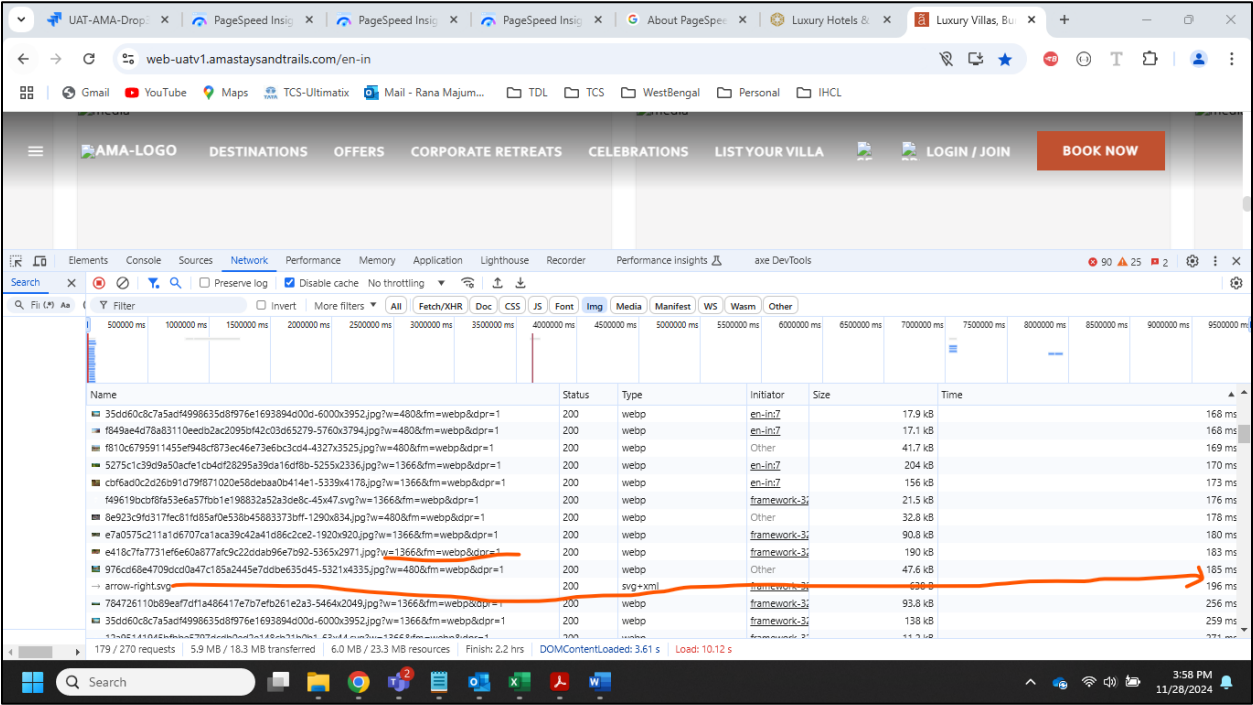 UAT-AMA-Drop
PageSpeed Insig
PageSpeed Insig
PageSpeed Insig
G About PageSpee
Luxury Hotels &
Luxury Villas, Bu
web-uatv1.amastaysandtrails.com/en-in
Gmail YouTube Maps TCS-Ultimatix Mail - Rana Majum... TDL TCS WestBengal Personal IHCL
AMA-LOGO DESTINATIONS OFFERS CORPORATE RETREATS CELEBRATIONS LIST YOUR VILLA LOGIN / JOIN BOOK NOW
Elements Console Sources Network Performance Memory Application Lighthouse Recorder Performance insights axe DevTools 90 25 2
Search Preserve log Disable cache No throttling
Filter Invert More filters All Fetch/XHR Doc CSS JS Font Img Media Manifest WS Wasm Other
500000 ms 1000000 ms 1500000 ms 2000000 ms 2500000 ms 3000000 ms 3500000 ms 4000000 ms 4500000 ms 5000000 ms 5500000 ms 6000000 ms 6500000 ms 7000000 ms 7500000 ms 8000000 ms 8500000 ms 9000000 ms 9500000 m
Name Status Type Initiator Size Time
35dd60c8c7a5adf4998635d8f976e1693894d00d-6000x3952.jpg?w=480&fm=webp&dpr=1 200 webp en-in:7 17.9 kB 168 ms
f849ae4d78a83110eedb2ac2095bf42c03d65279-5760x3794.jpg?w=480&fm=webp&dpr=1 200 webp en-in:7 17.1 kB 168 ms
f810c6795911455ef948cf873ec46e73e6bc3cd4-4327x3525.jpg?w=480&fm=webp&dpr=1 200 webp Other 41.7 kB 169 ms
5275c1c39d9a50acfe1cb4df28295a39da16df8b-5255x2336.jpg?w=1366&fm=webp&dpr=1 200 webp en-in:7 204 kB 170 ms
cbf6ad0c2d26b91d79f871020e58debaa0b414e1-5339x4178.jpg?w=1366&fm=webp&dpr=1 200 webp en-in:7 156 kB 173 ms
f49619bcbf8fa53e6a57fbb1e198832a52a3de8c-45x47.svg?w=1366&fm=webp&dpr=1 200 webp framework-32 21.5 kB 176 ms
8e923c9fd317fec81fd85af0e538b45883373bff-1290x834.jpg?w=480&fm=webp&dpr=1 200 webp Other 32.8 kB 178 ms
e7a0575c211a1d6707ca1aca39c42a41d86c2ce2-1920x920.jpg?w=1366&fm=webp&dpr=1 200 webp framework-32 90.8 kB 180 ms
e418c7fa7731ef6e60a877afc9c22ddab96e7b92-5365x2971.jpg?w=1366&fm=webp&dpr=1 200 webp framework-32 190 kB 183 ms
976cd68e4709dcd0a47c185a2445e7ddbe635d45-5321x4335.jpg?w=480&fm=webp&dpr=1 200 webp Other 47.6 kB 185 ms
arrow-right.svg 200 svg+xml framework-32 638 B 196 ms
784726110b89eaf7df1a486417e7b7efb261e2a3-5464x2049.jpg?w=1366&fm=webp&dpr=1 200 webp framework-32 93.8 kB 256 ms
35dd60c8c7a5adf4998635d8f976e1693894d00d-6000x3952.jpg?w=1366&fm=webp&dpr=1 200 webp framework-32 138 kB 259 ms
179 / 270 requests 5.9 MB / 18.3 MB transferred 6.0 MB / 23.3 MB resources Finish: 2.2 hrs DOMContentLoaded: 3.61 s Load: 10.12 s
Search 2 3:58 PM
11/28/2024